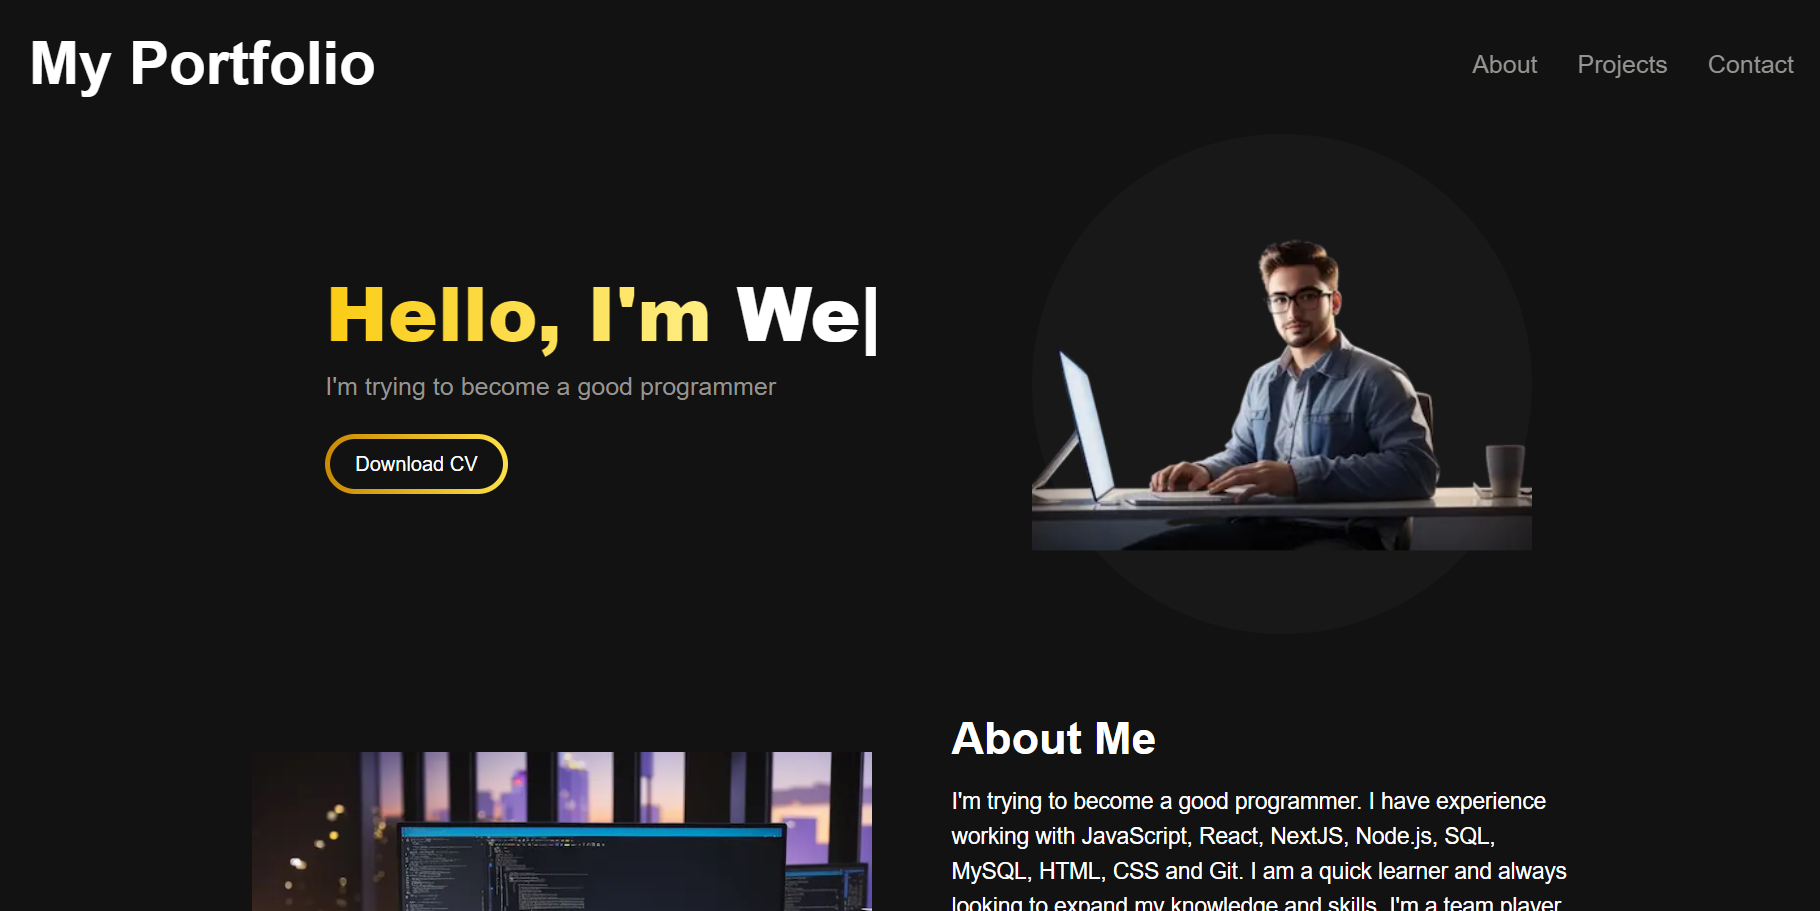 My Portfolio
About Projects Contact
Hello, I'm We|
I'm trying to become a good programmer
Download CV
About Me
I'm trying to become a good programmer. I have experience
working with JavaScript, React, NextJS, Node.js, SQL,
MySQL, HTML, CSS and Git. I am a quick learner and always
looking to expand my knowledge and skills. I'm a team player